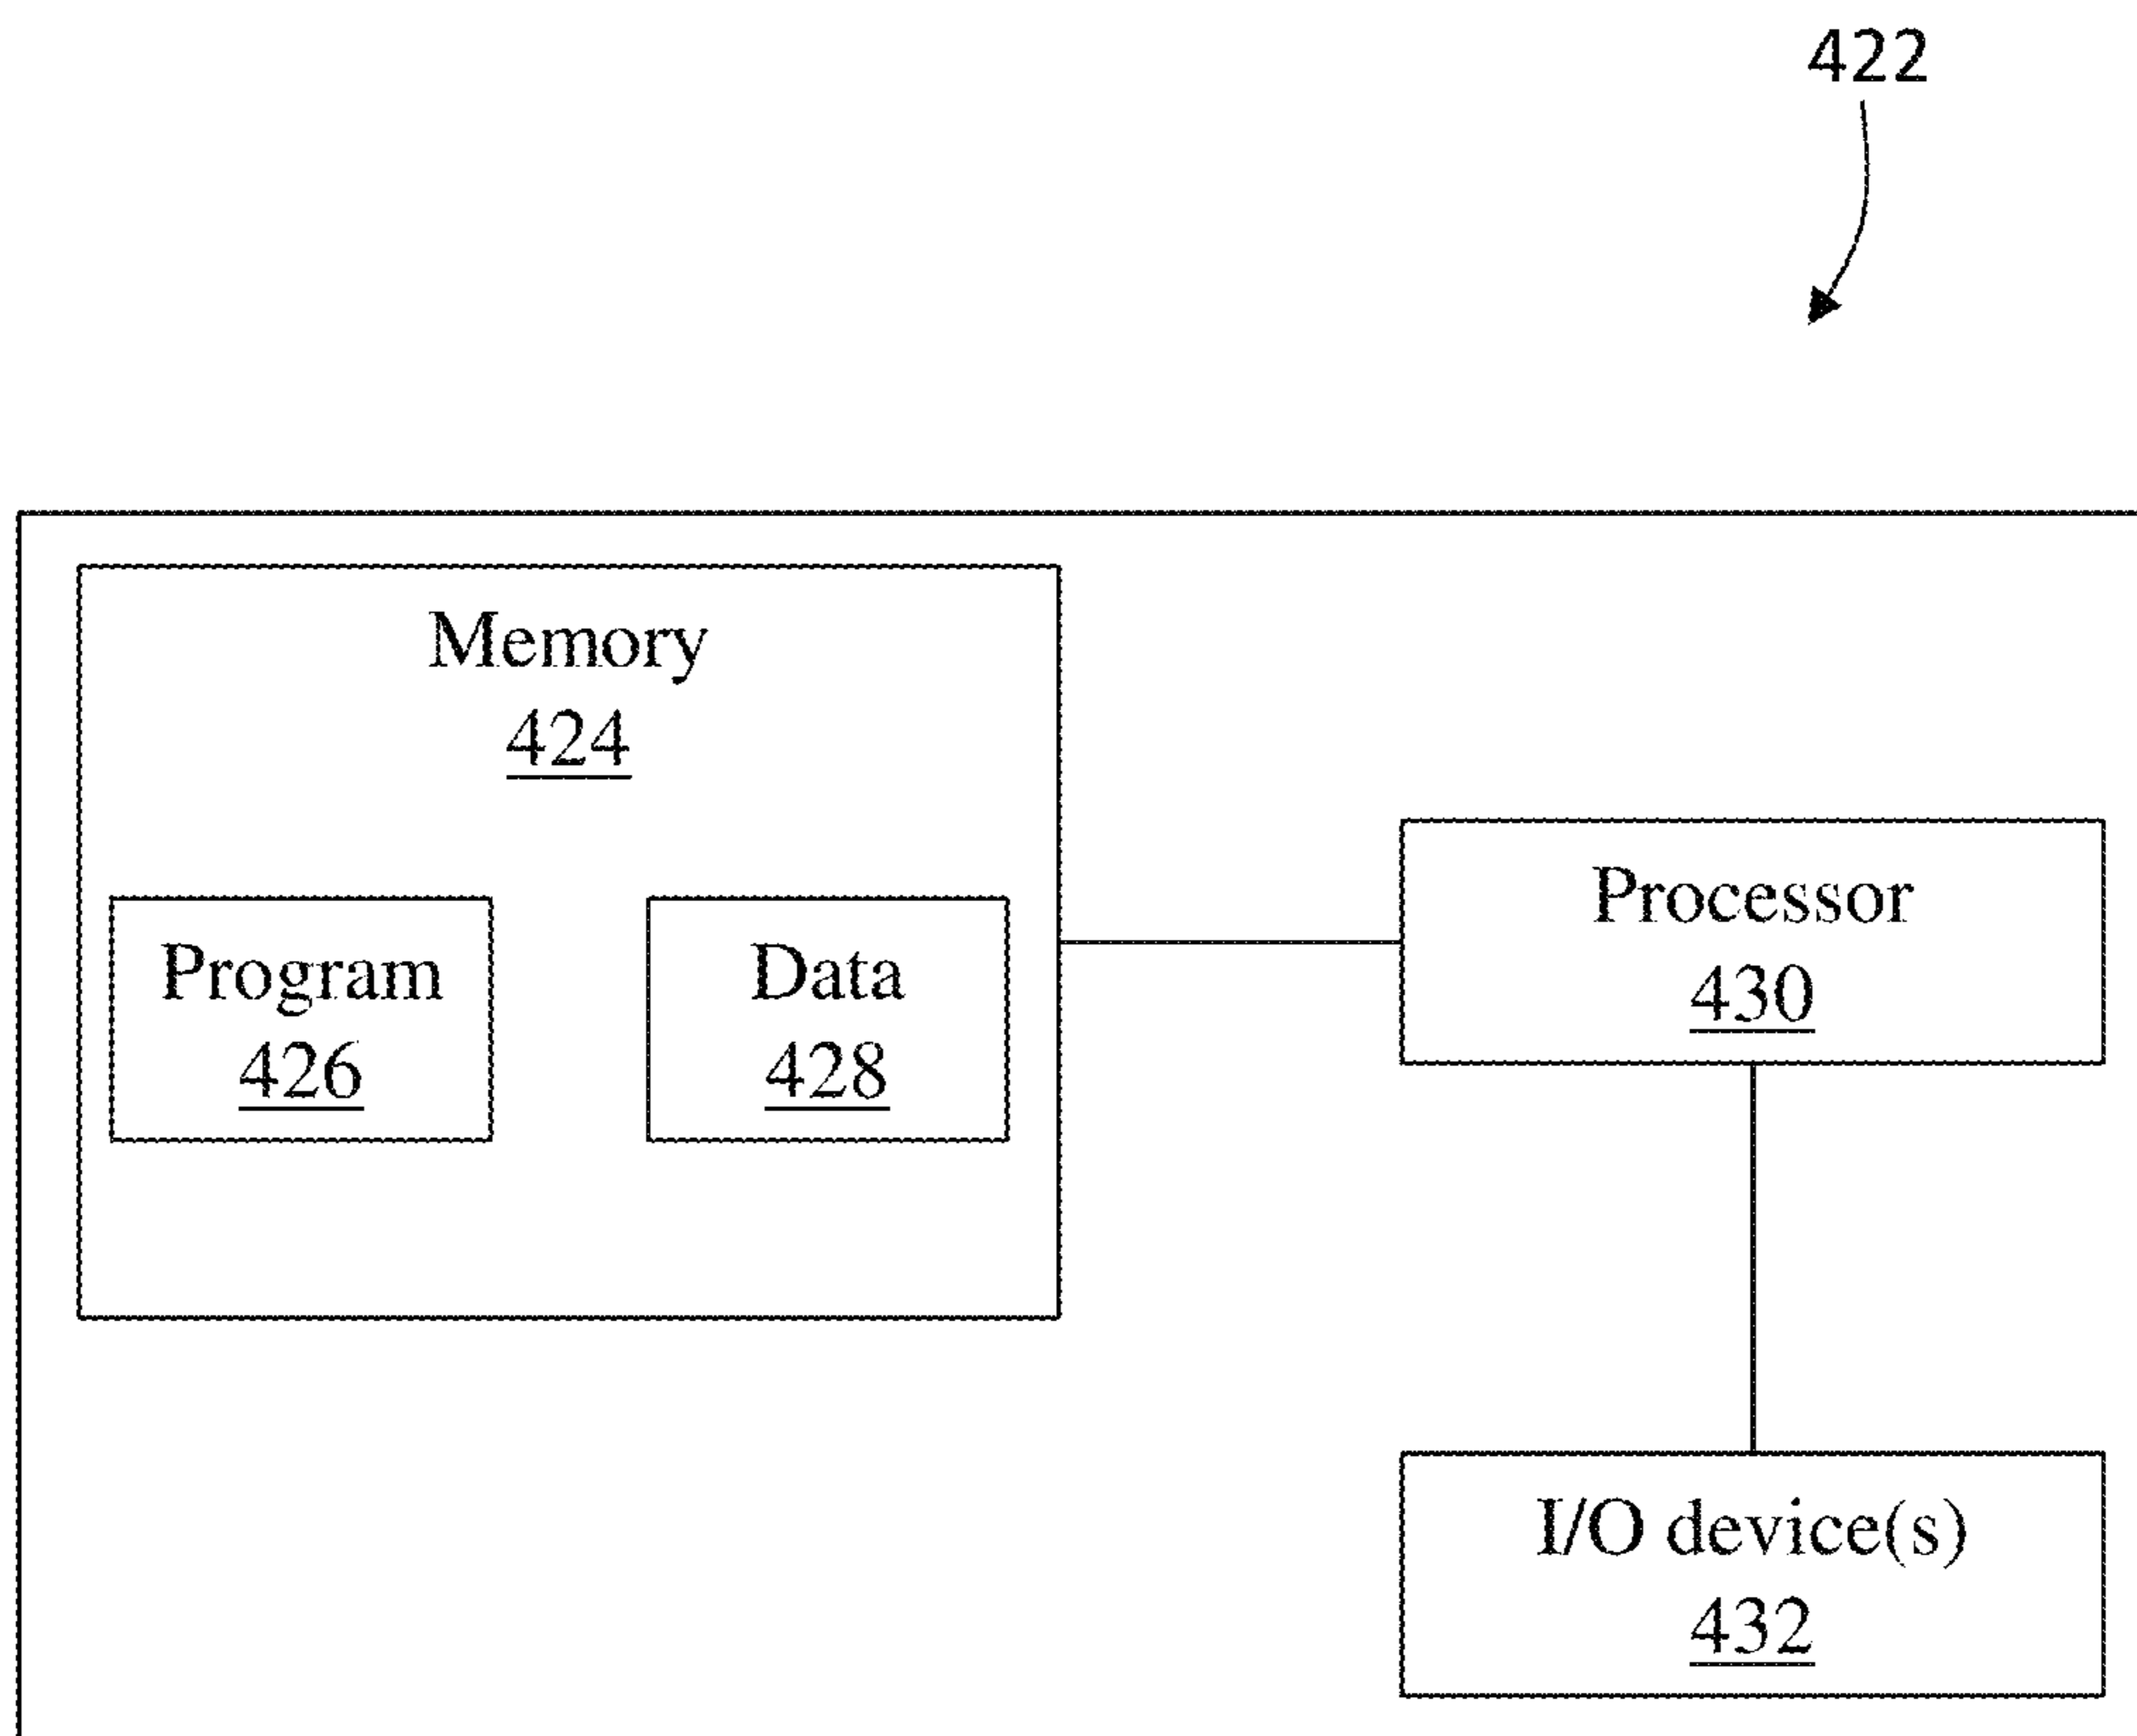 422
Memory
424
Program
426
Data
428
Processor
430
I/O device(s)
432